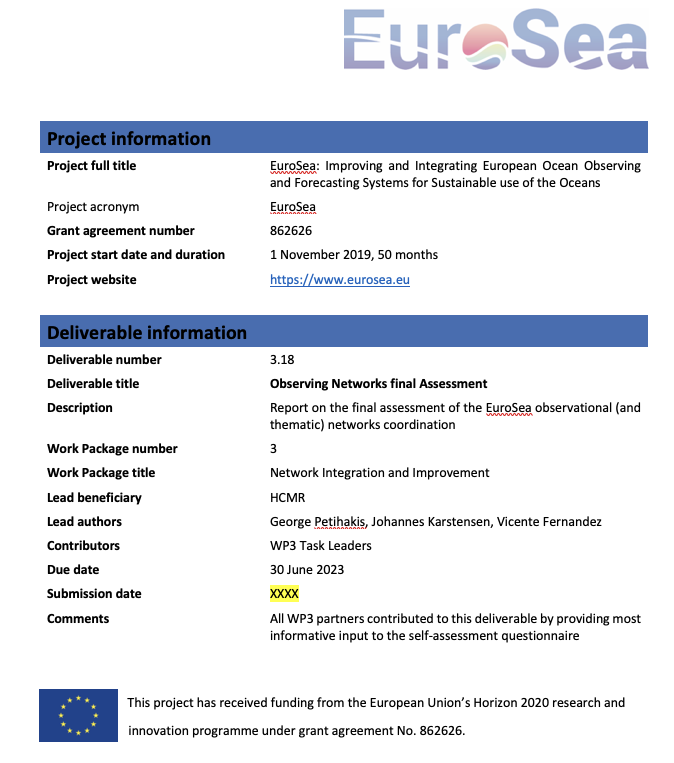 EuroSea
Project information
Project full title
EuroSea: Improving and Integrating European Ocean Observing
and Forecasting Systems for Sustainable use of the Oceans
Project acronym
EuroSea
Grant agreement number
862626
Project start date and duration
1 November 2019, 50 months
Project website
https://www.eurosea.eu
Deliverable information
Deliverable number
3.18
Deliverable title
Observing Networks final Assessment
Description
Report on the final assessment of the EuroSea observational (and
thematic) networks coordination
Work Package number
3
Work Package title
Network Integration and Improvement
Lead beneficiary
HCMR
Lead authors
George Petihakis, Johannes Karstensen, Vicente Fernandez
Contributors
WP3 Task Leaders
Due date
30 June 2023
Submission date
XXXX
Comments
All WP3 partners contributed to this deliverable by providing most
informative input to the self-assessment questionnaire
This project has received funding from the European Union’s Horizon 2020 research and
innovation programme under grant agreement No. 862626.